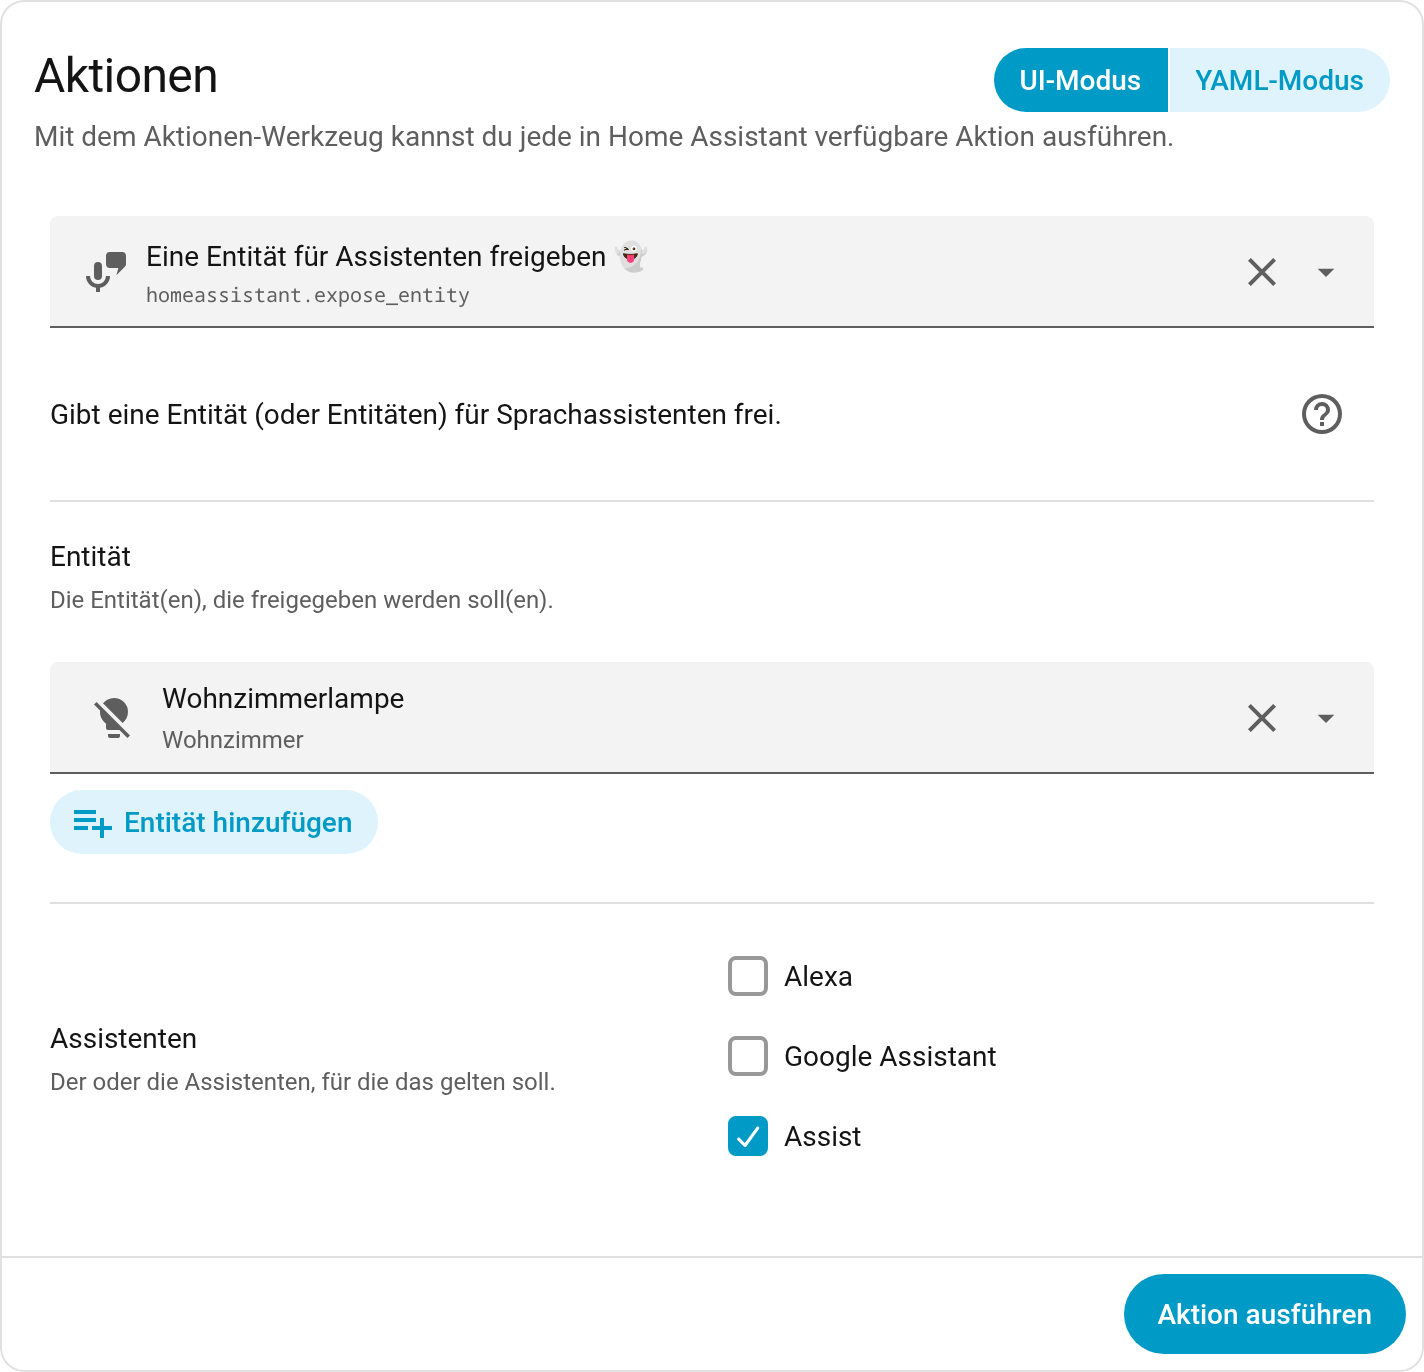 Aktionen
UI-Modus
YAML-Modus
Mit dem Aktionen-Werkzeug kannst du jede in Home Assistant verfügbare Aktion ausführen.
Eine Entität für Assistenten freigeben 👻
homeassistant.expose_entity
Gibt eine Entität (oder Entitäten) für Sprachassistenten frei.
Entität
Die Entität(en), die freigegeben werden soll(en).
Wohnzimmerlampe
Wohnzimmer
Entität hinzufügen
Assistenten
Der oder die Assistenten, für die das gelten soll.
Alexa
Google Assistant
Assist
Aktion ausführen